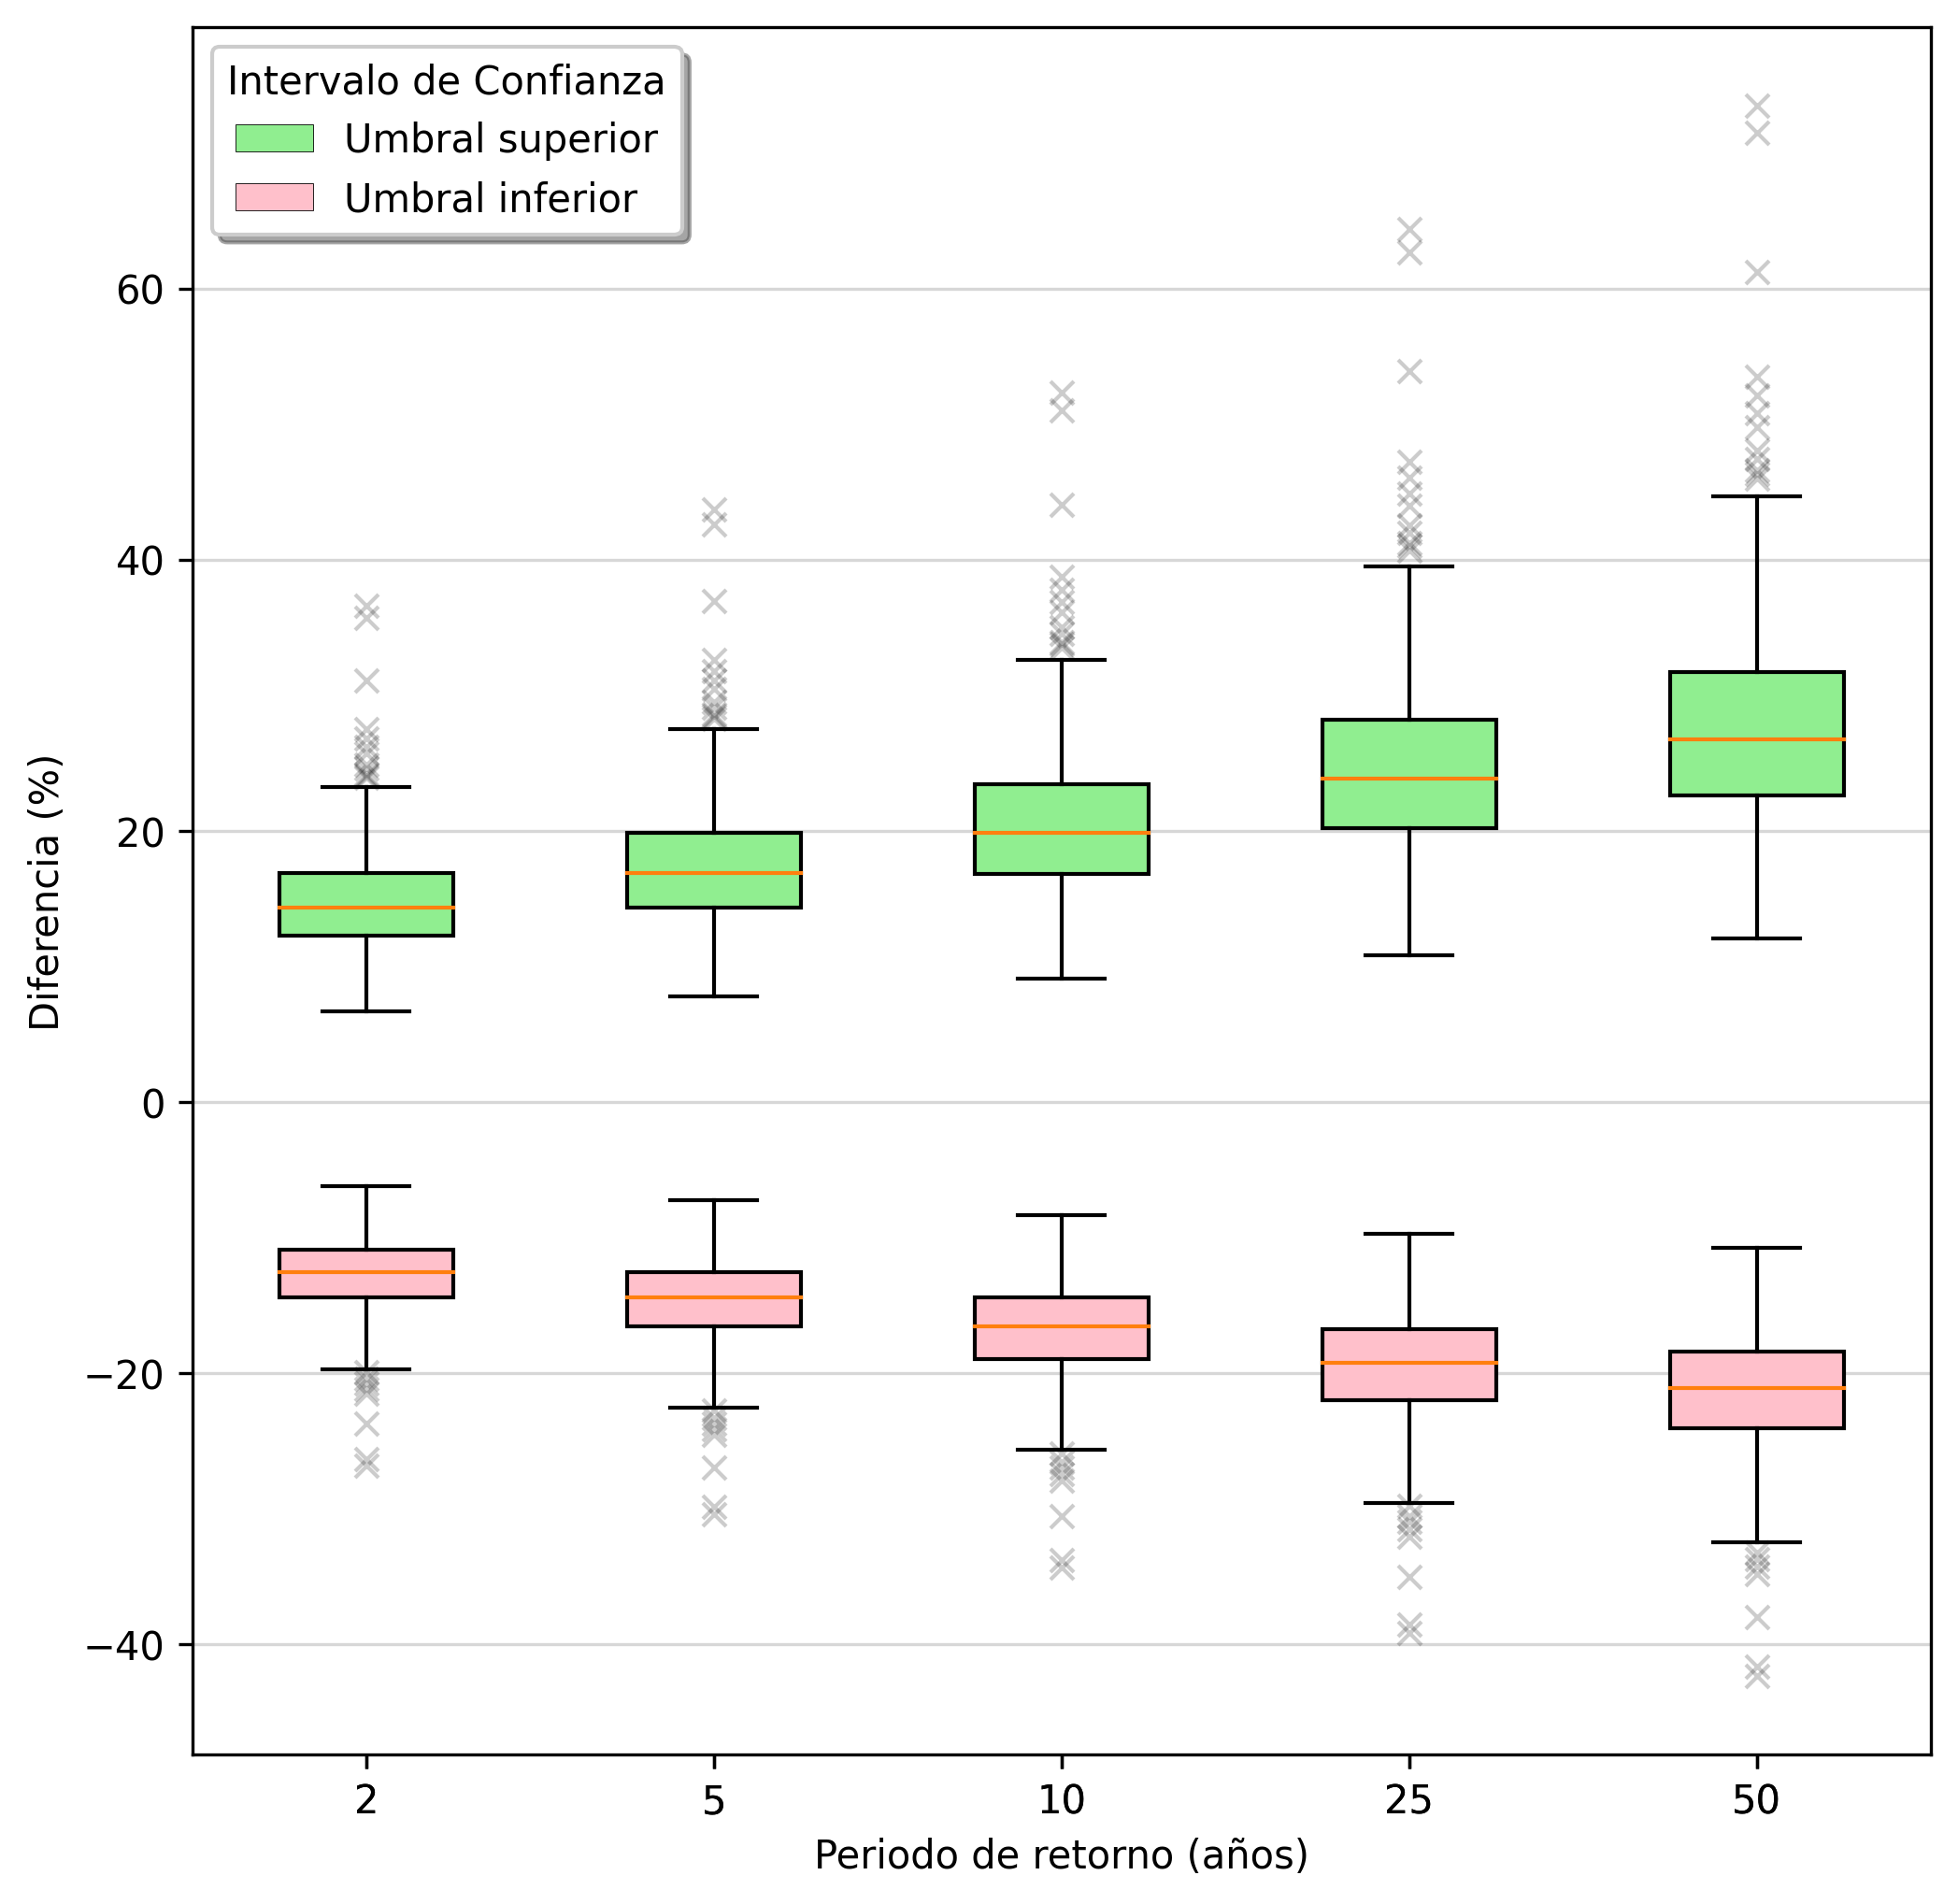 Intervalo de Confianza
Umbral superior
Umbral inferior
60
40
20
0
−20
−40
Diferencia (%)
2
5
10
25
50
Periodo de retorno (años)